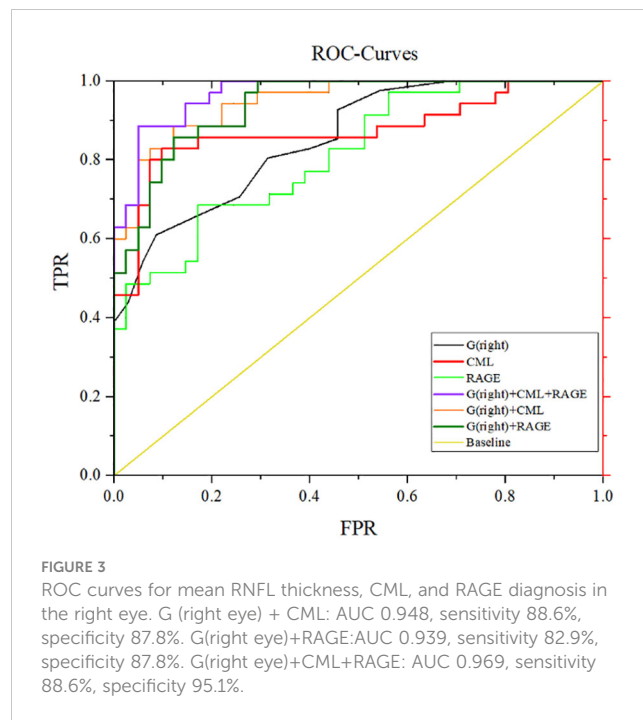 ROC-Curves
1.0
0.8
0.6
0.4
0.2
0.0
TPR
0.0 0.2 0.4 0.6 0.8 1.0
FPR
G(right)
CML
RAGE
G(right)+CML+RAGE
G(right)+CML
G(right)+RAGE
Baseline
FIGURE 3
ROC curves for mean RNFL thickness, CML, and RAGE diagnosis in
the right eye. G (right eye) + CML: AUC 0.948, sensitivity 88.6%,
specificity 87.8%. G(right eye)+RAGE:AUC 0.939, sensitivity 82.9%,
specificity 87.8%. G(right eye)+CML+RAGE: AUC 0.969, sensitivity
88.6%, specificity 95.1%.